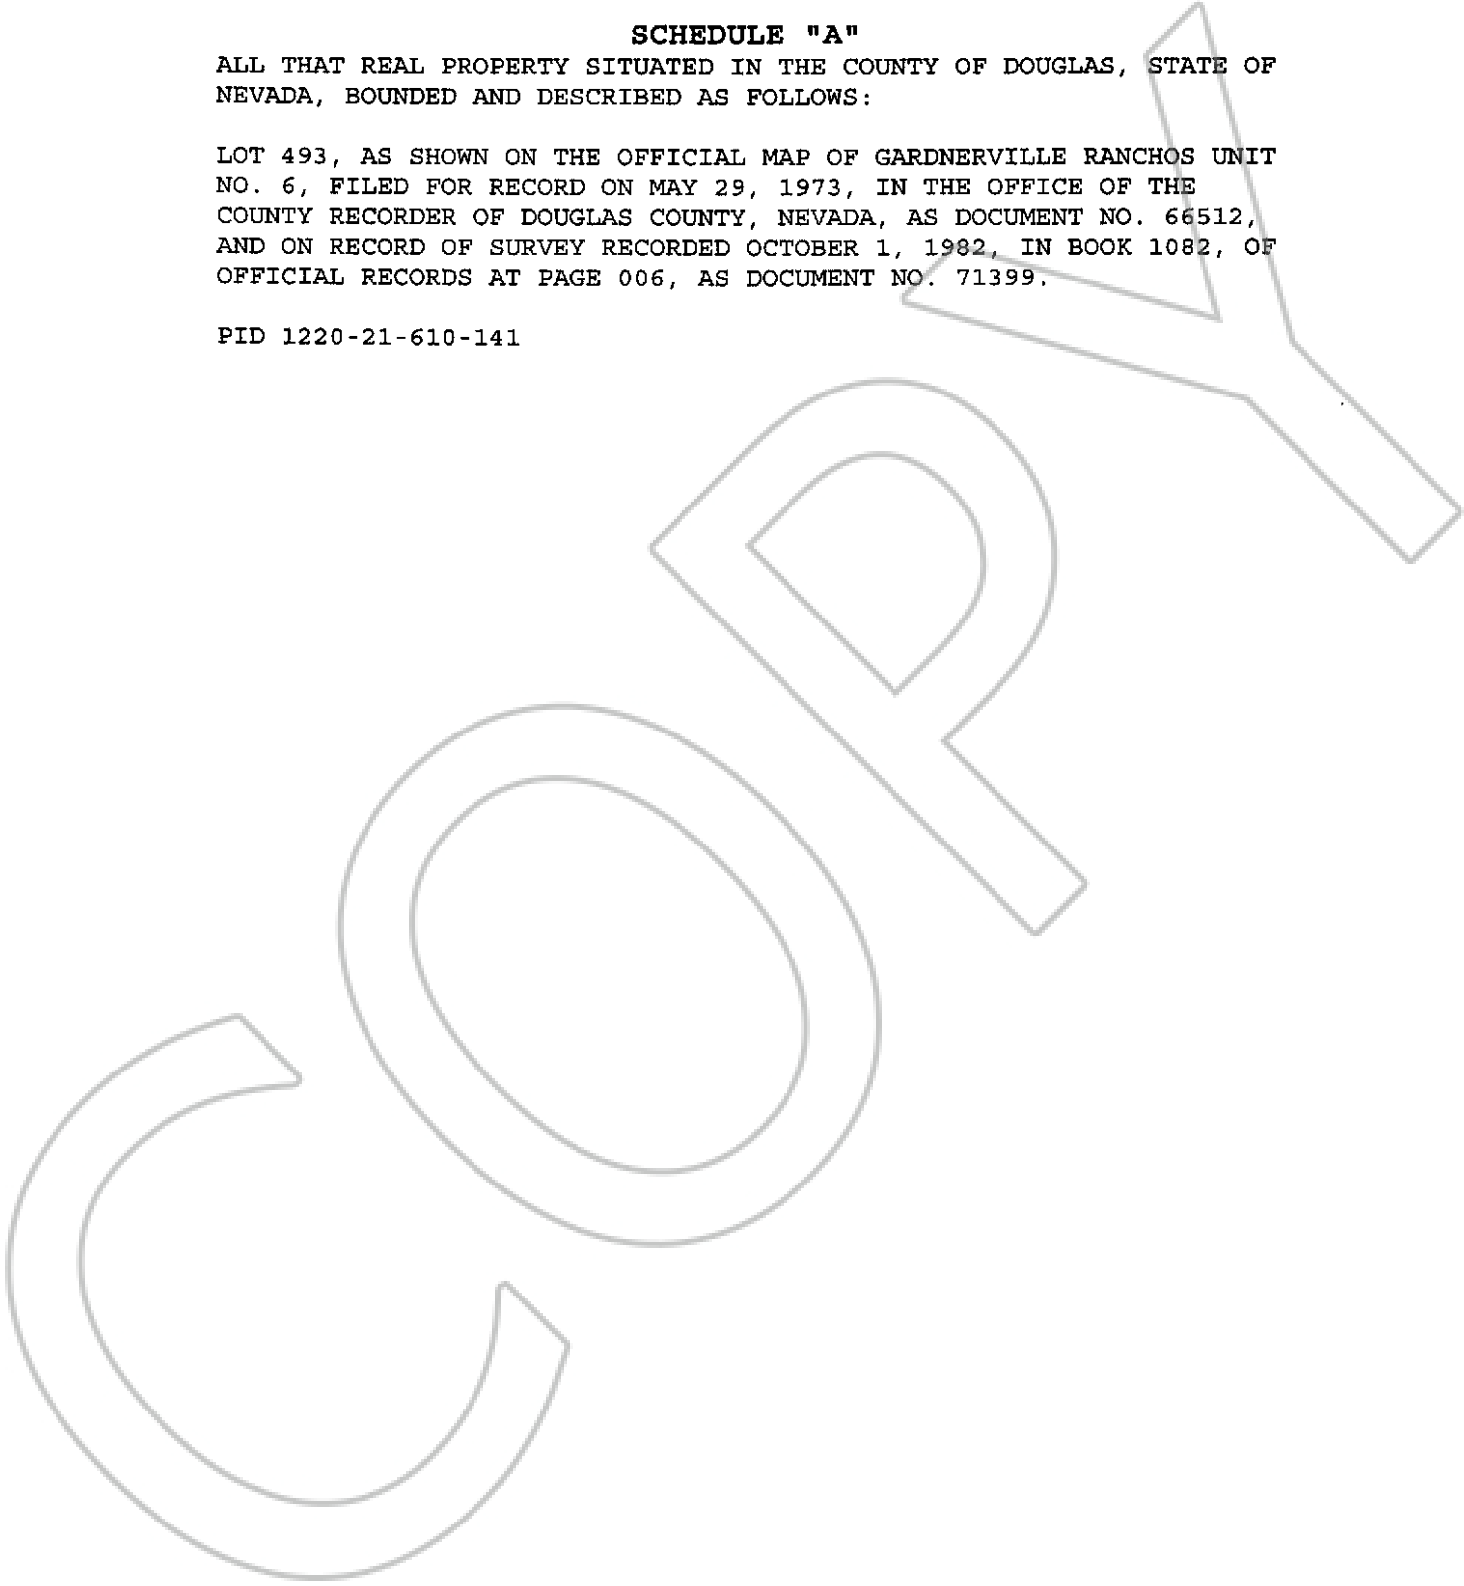 SCHEDULE "A"
ALL THAT REAL PROPERTY SITUATED IN THE COUNTY OF DOUGLAS, STATE OF
NEVADA, BOUNDED AND DESCRIBED AS FOLLOWS:
LOT 493, AS SHOWN ON THE OFFICIAL MAP OF GARDNERVILLE RANCHOS UNIT
NO. 6, FILED FOR RECORD ON MAY 29, 1973, IN THE OFFICE OF THE
COUNTY RECORDER OF DOUGLAS COUNTY, NEVADA, AS DOCUMENT NO. 66512,
AND ON RECORD OF SURVEY RECORDED OCTOBER 1, 1982, IN BOOK 1082, OF
OFFICIAL RECORDS AT PAGE 006, AS DOCUMENT NO. 71399.
PID 1220-21-610-141
COPY